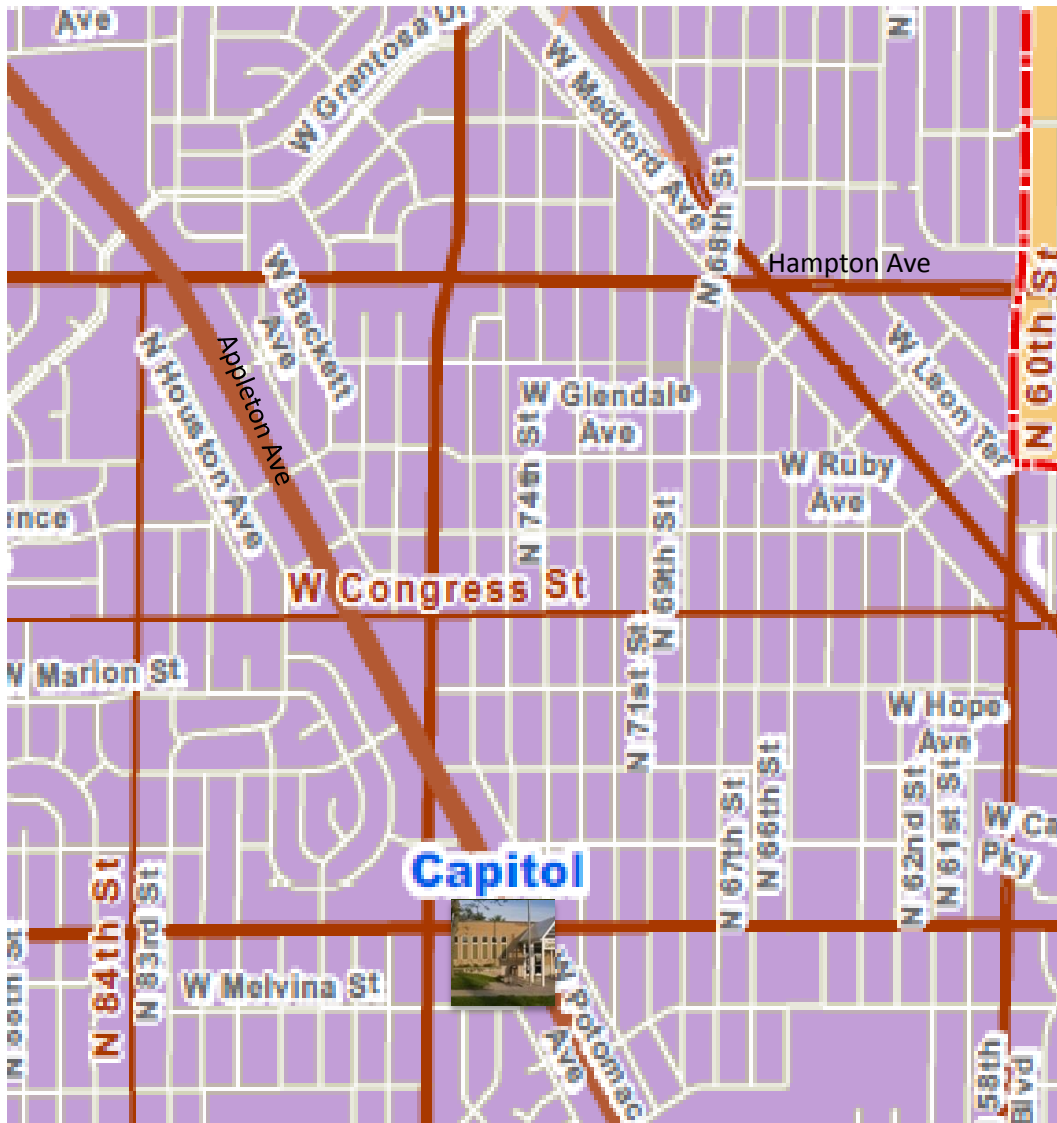 Ave
W Grantosa Dr
N
W Medford Ave
N 68th St
Hampton Ave
N 60th St
W Beckett
Ave
N Houston Ave
Appleton Ave
W Leon Ter
W Glendale
Ave
N 74th St
W Ruby
Ave
ence
N 69th St
W Congress St
N 71st St
W Marion St
W Hope
Ave
N 67th St
N 66th St
N 62nd St
N 61st St
W Ca
Pky
Capitol
N 84th St
N 83rd St
W Melvina St
W Potomac
Ave
58th
Blvd